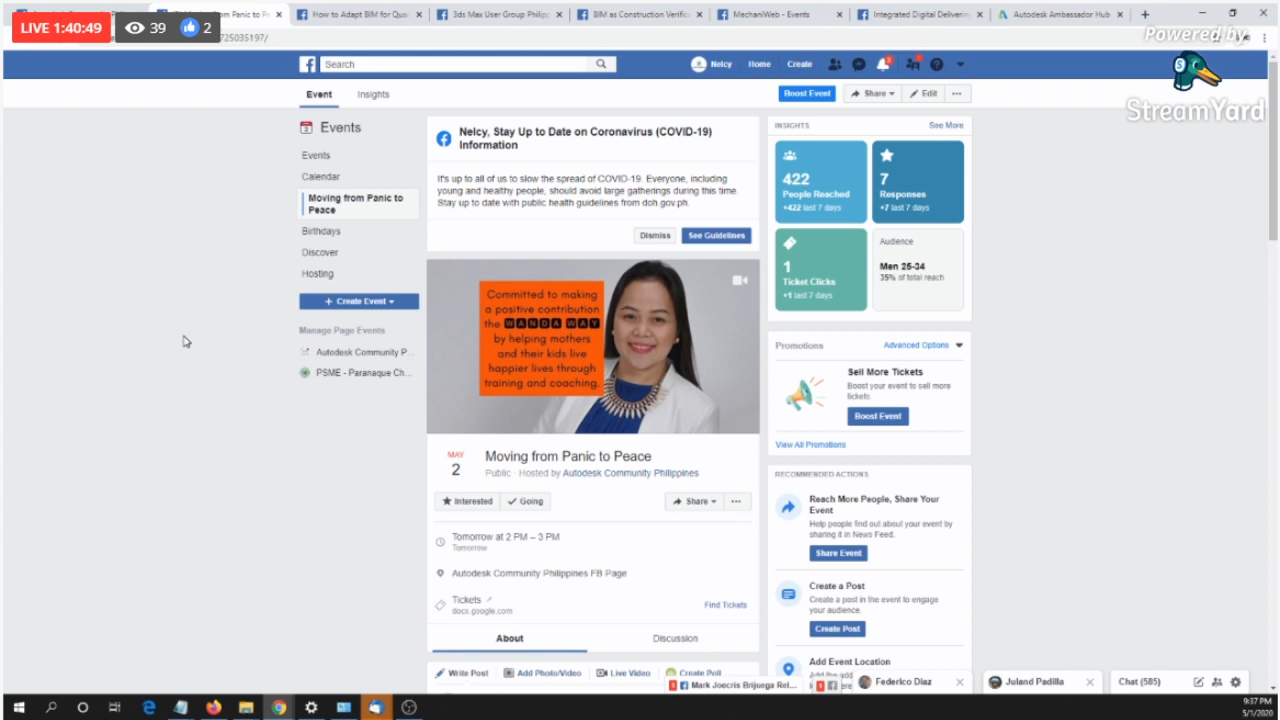 Moving from Panic to P
How to Adapt BIM for Qua
3ds Max User Group Philip
BIM as Construction Verific
MechaniWeb - Events
Integrated Digital Deliverin
Autodesk Ambassador Hub
LIVE 1:40:49
39
2
725035197/
Powered by
StreamYard
Search
Nelcy
Home
Create
Event
Insights
Boost Event
Share
Edit
Events
Events
Calendar
Moving from Panic to
Peace
Birthdays
Discover
Hosting
+ Create Event
Manage Page Events
Autodesk Community P...
PSME - Paranaque Ch...
Nelcy, Stay Up to Date on Coronavirus (COVID-19)
Information
It's up to all of us to slow the spread of COVID-19. Everyone, including
young and healthy people, should avoid large gatherings during this time.
Stay up to date with public health guidelines from doh.gov.ph.
Dismiss
See Guidelines
Committed to making
a positive contribution
the WANDA WAY
by helping mothers
and their kids live
happier lives through
training and coaching.
MAY
2
Moving from Panic to Peace
Public · Hosted by Autodesk Community Philippines
Interested
Going
Share
Tomorrow at 2 PM – 3 PM
Tomorrow
Autodesk Community Philippines FB Page
Tickets
docs.google.com
Find Tickets
About
Discussion
Write Post
Add Photo/Video
Live Video
Create Poll
INSIGHTS
See More
422
People Reached
+422 last 7 days
7
Responses
+7 last 7 days
1
Ticket Clicks
+1 last 7 days
Audience
Men 25-34
35% of total reach
Promotions
Advanced Options
Sell More Tickets
Boost your event to sell more
tickets.
Boost Event
View All Promotions
RECOMMENDED ACTIONS
Reach More People, Share Your
Event
Help people find out about your event by
sharing it in News Feed.
Share Event
Create a Post
Create a post in the event to engage
your audience.
Create Post
Add Event Location
Mark Joecris Brijuega Rel...
Federico Diaz
Juland Padilla
Chat (585)
9:37 PM
5/1/2020